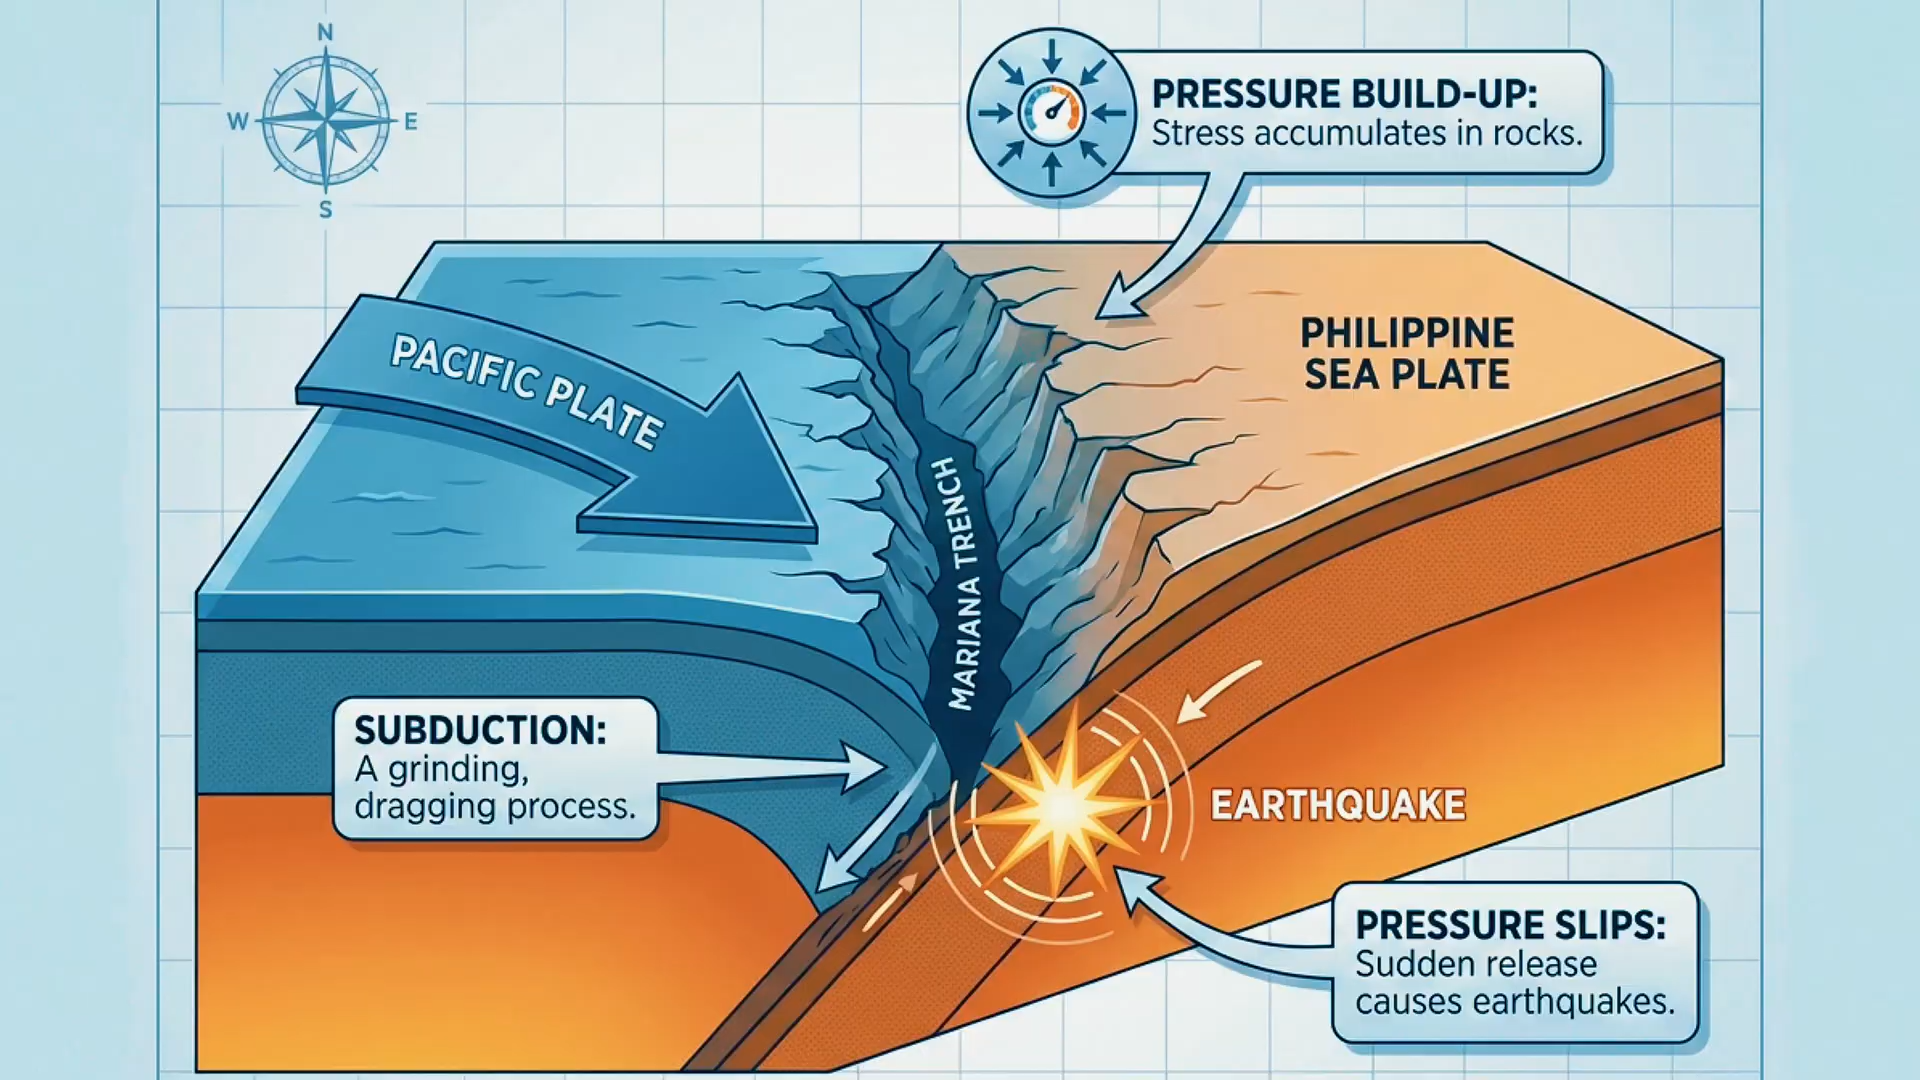 N
W
E
S
PRESSURE BUILD-UP:
Stress accumulates in rocks.
PACIFIC PLATE
PHILIPPINE
SEA PLATE
MARIANA TRENCH
SUBDUCTION:
A grinding,
dragging process.
EARTHQUAKE
PRESSURE SLIPS:
Sudden release
causes earthquakes.